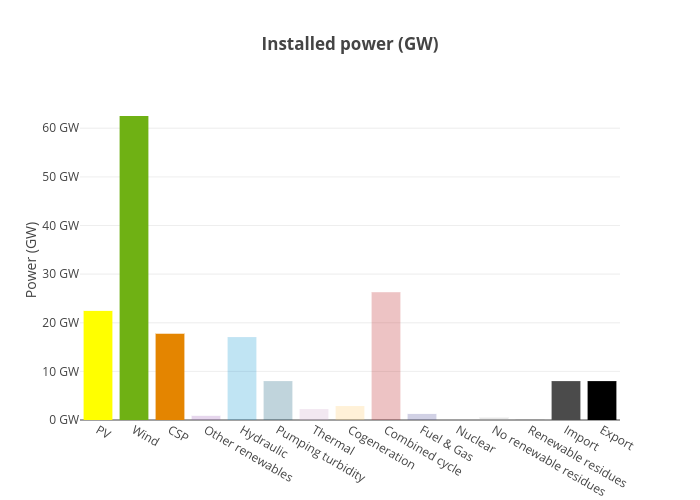 Installed power (GW)
Power (GW)
60 GW
50 GW
40 GW
30 GW
20 GW
10 GW
0 GW
PV
Wind
CSP
Other renewables
Hydraulic
Pumping turbidity
Thermal
Cogeneration
Combined cycle
Fuel & Gas
Nuclear
No renewable residues
Renewable residues
Import
Export